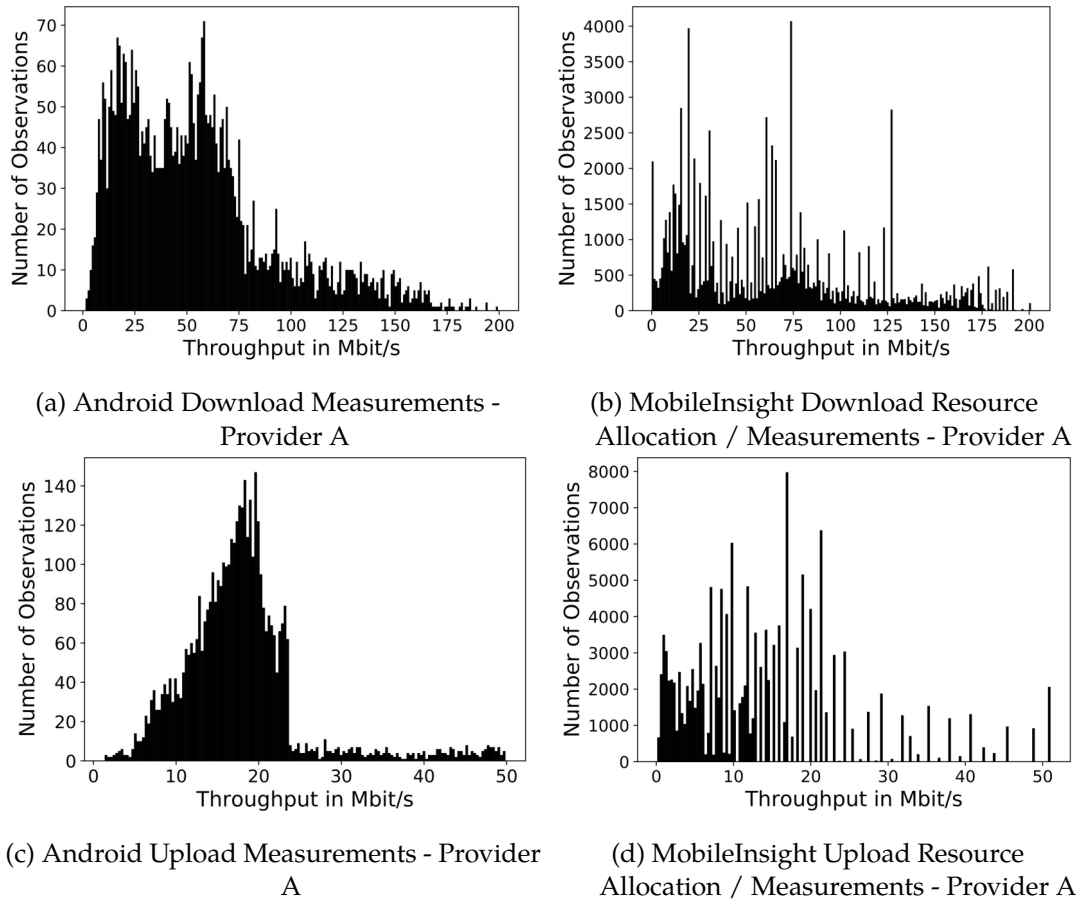 Number of Observations
70
60
50
40
30
20
10
0
0 25 50 75 100 125 150 175 200
Throughput in Mbit/s
(a) Android Download Measurements -
Provider A
Number of Observations
4000
3500
3000
2500
2000
1500
1000
500
0
0 25 50 75 100 125 150 175 200
Throughput in Mbit/s
(b) MobileInsight Download Resource
Allocation / Measurements - Provider A
Number of Observations
140
120
100
80
60
40
20
0
0 10 20 30 40 50
Throughput in Mbit/s
(c) Android Upload Measurements - Provider
A
Number of Observations
8000
7000
6000
5000
4000
3000
2000
1000
0
0 10 20 30 40 50
Throughput in Mbit/s
(d) MobileInsight Upload Resource
Allocation / Measurements - Provider A